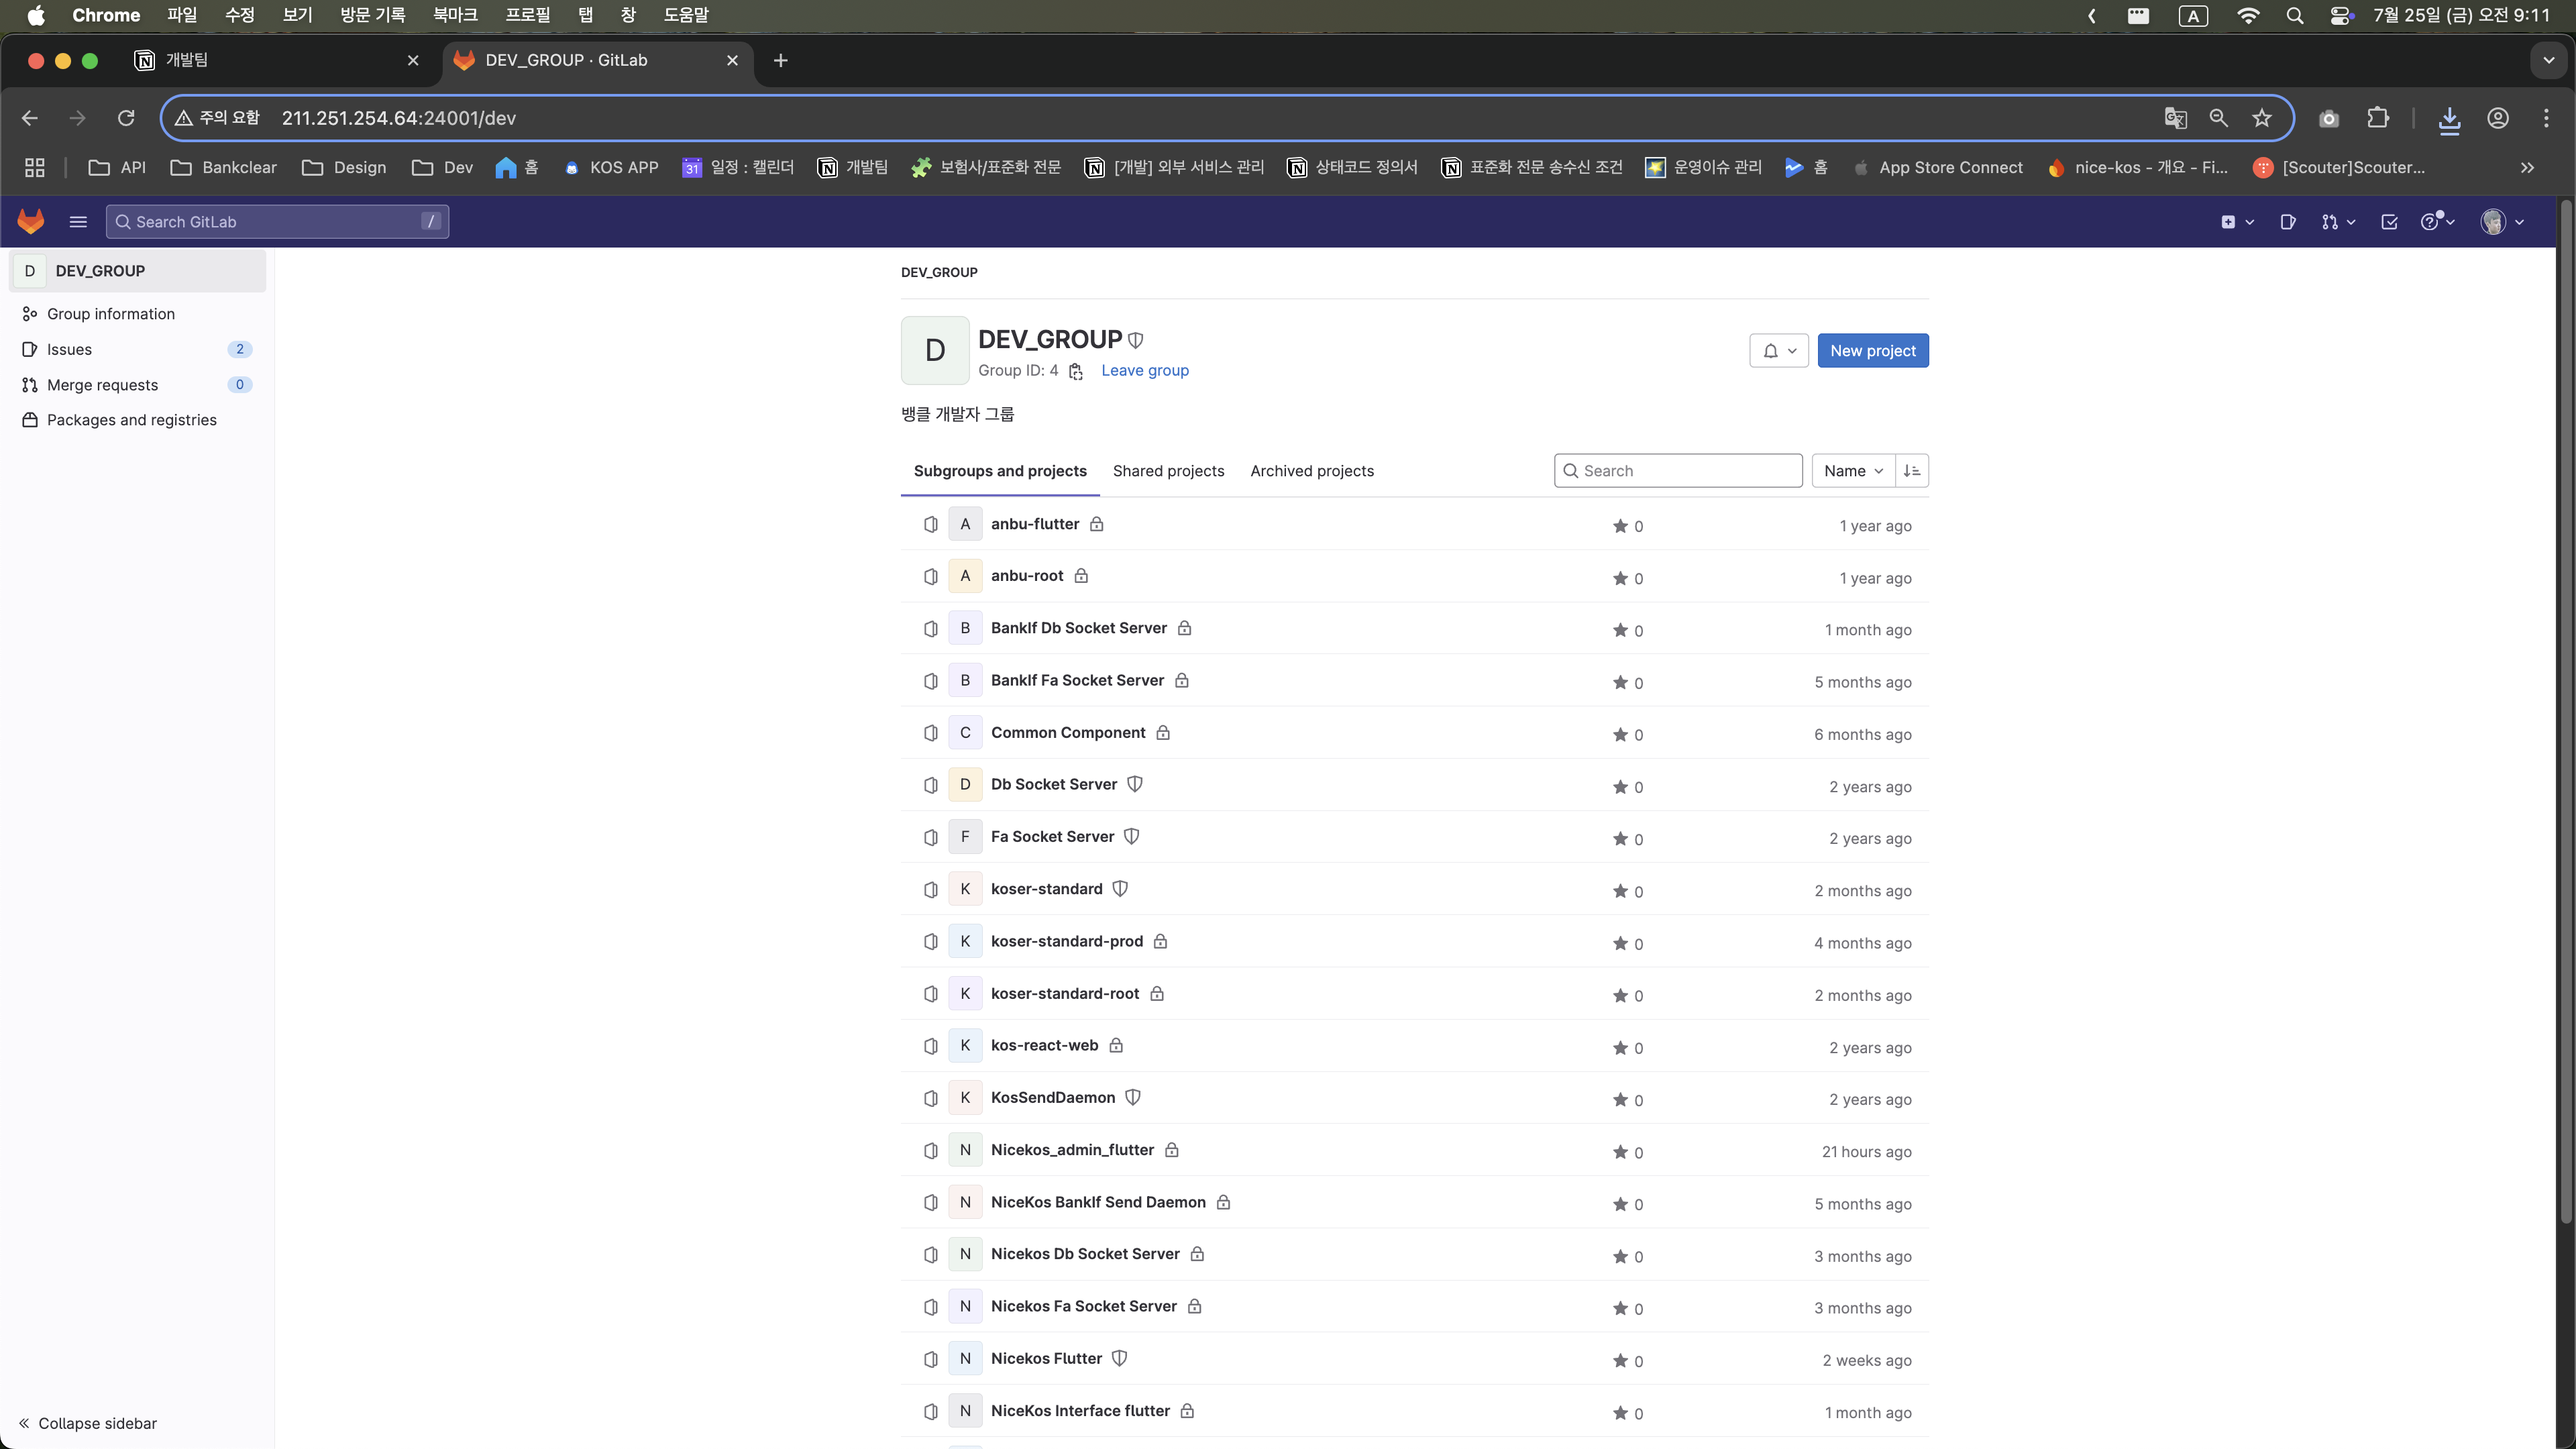 Chrome 파일 수정 보기 방문 기록 북마크 프로필 탭 창 도움말 A 7월 25일 (금) 오전 9:11
개발팀 DEV_GROUP · GitLab
주의 요함 211.251.254.64:24001/dev
API Bankclear Design Dev 홈 KOS APP 31 일정 : 캘린더 개발팀 보험사/표준화 전문 [개발] 외부 서비스 관리 상태코드 정의서 표준화 전문 송수신 조건 운영이슈 관리 홈 App Store Connect nice-kos - 개요 - Fi... [Scouter]Scouter...
Search GitLab /
D DEV_GROUP
Group information
Issues 2
Merge requests 0
Packages and registries
Collapse sidebar
DEV_GROUP
D DEV_GROUP
Group ID: 4 Leave group
New project
뱅클 개발자 그룹
Subgroups and projects Shared projects Archived projects Search Name
A anbu-flutter 0 1 year ago
A anbu-root 0 1 year ago
B BankIf Db Socket Server 0 1 month ago
B BankIf Fa Socket Server 0 5 months ago
C Common Component 0 6 months ago
D Db Socket Server 0 2 years ago
F Fa Socket Server 0 2 years ago
K koser-standard 0 2 months ago
K koser-standard-prod 0 4 months ago
K koser-standard-root 0 2 months ago
K kos-react-web 0 2 years ago
K KosSendDaemon 0 2 years ago
N Nicekos_admin_flutter 0 21 hours ago
N NiceKos BankIf Send Daemon 0 5 months ago
N Nicekos Db Socket Server 0 3 months ago
N Nicekos Fa Socket Server 0 3 months ago
N Nicekos Flutter 0 2 weeks ago
N NiceKos Interface flutter 0 1 month ago